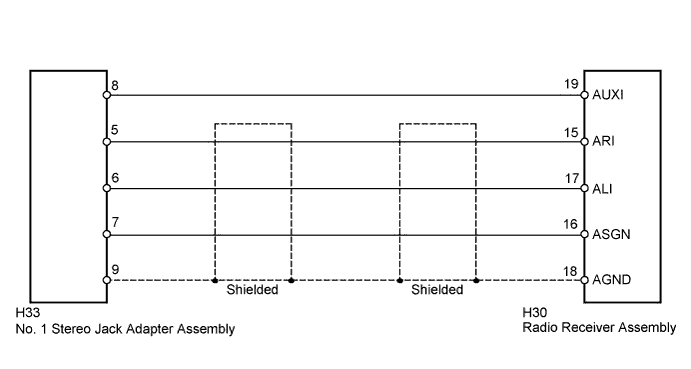 8 19 AUXI
5 15 ARI
6 17 ALI
7 16 ASGN
9 18 AGND
Shielded Shielded
H33 H30
No. 1 Stereo Jack Adapter Assembly Radio Receiver Assembly